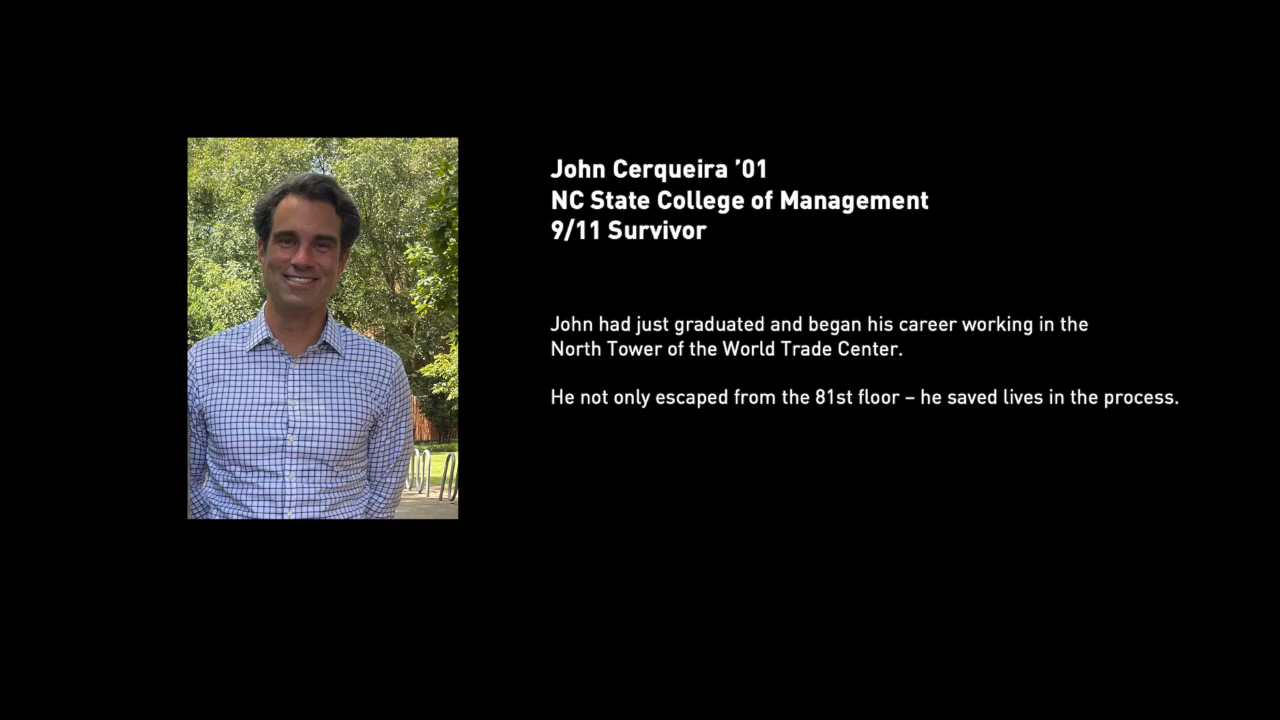 John Cerqueira ’01
NC State College of Management
9/11 Survivor
John had just graduated and began his career working in the
North Tower of the World Trade Center.
He not only escaped from the 81st floor – he saved lives in the process.